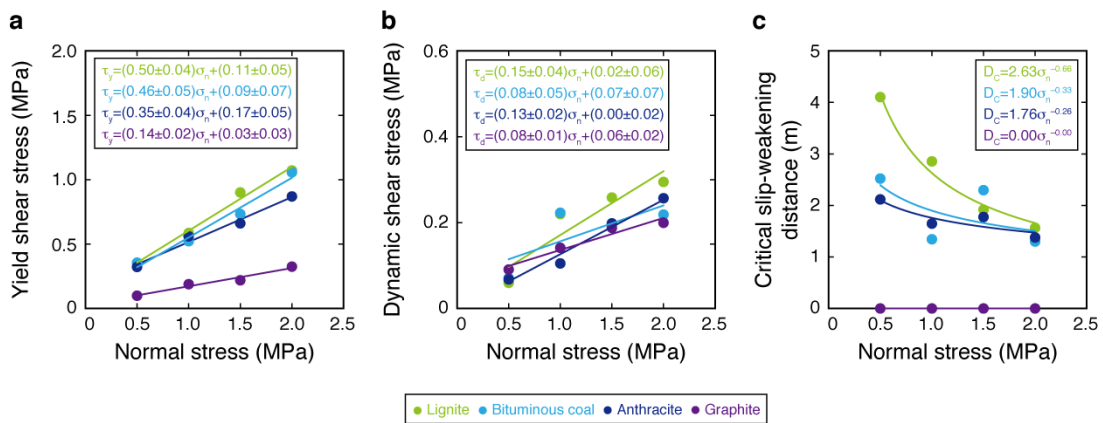 a
Yield shear stress (MPa)
2.0
1.5
1.0
0.5
0
τy=(0.50±0.04)σn+(0.11±0.05)
τy=(0.46±0.05)σn+(0.09±0.07)
τy=(0.35±0.04)σn+(0.17±0.05)
τy=(0.14±0.02)σn+(0.03±0.03)
0 0.5 1.0 1.5 2.0 2.5
Normal stress (MPa)
b
Dynamic shear stress (MPa)
0.6
0.4
0.2
0
τd=(0.15±0.04)σn+(0.02±0.06)
τd=(0.08±0.05)σn+(0.07±0.07)
τd=(0.13±0.02)σn+(0.00±0.02)
τd=(0.08±0.01)σn+(0.06±0.02)
0 0.5 1.0 1.5 2.0 2.5
Normal stress (MPa)
c
Critical slip-weakening
distance (m)
5
4
3
2
1
0
DC=2.63σn−0.68
DC=1.90σn−0.33
DC=1.76σn−0.26
DC=0.00σn−0.00
0 0.5 1.0 1.5 2.0 2.5
Normal stress (MPa)
Lignite Bituminous coal Anthracite Graphite